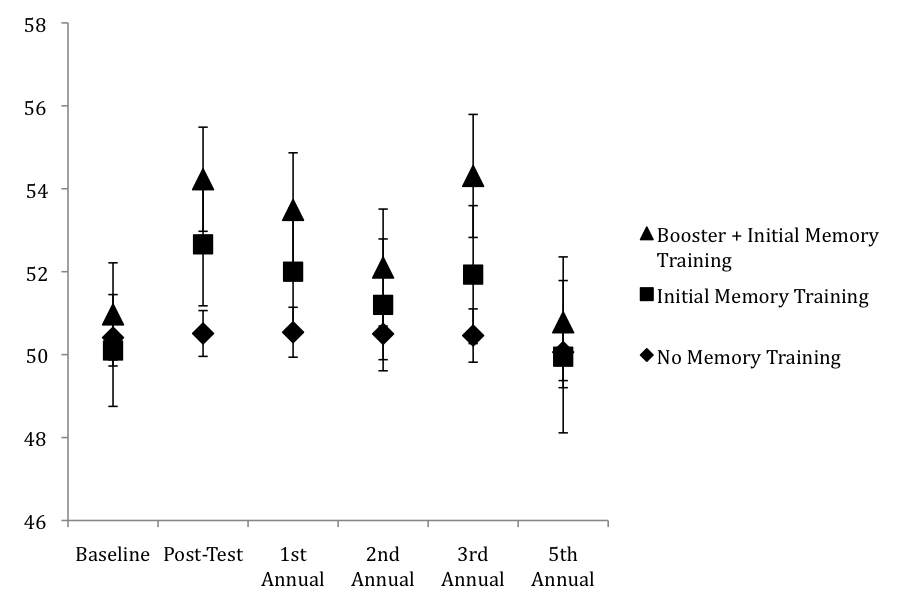 58
56
54
52
50
48
46
Baseline
Post-Test
1st
Annual
2nd
Annual
3rd
Annual
5th
Annual
Booster + Initial Memory
Training
Initial Memory Training
No Memory Training